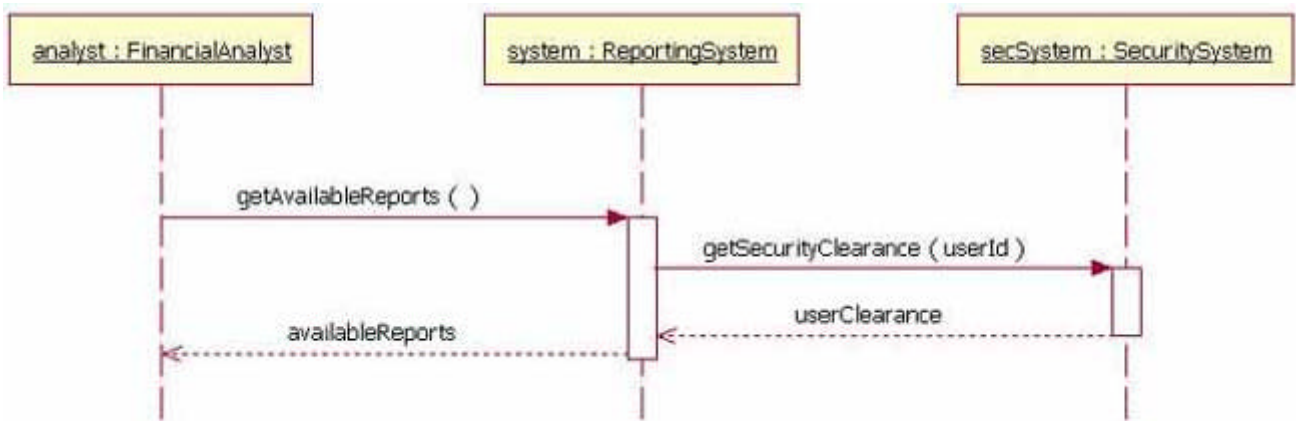 analyst : FinancialAnalyst
system : ReportingSystem
secSystem : SecuritySystem
getAvailableReports ( )
getSecurityClearance ( userId )
userClearance
availableReports